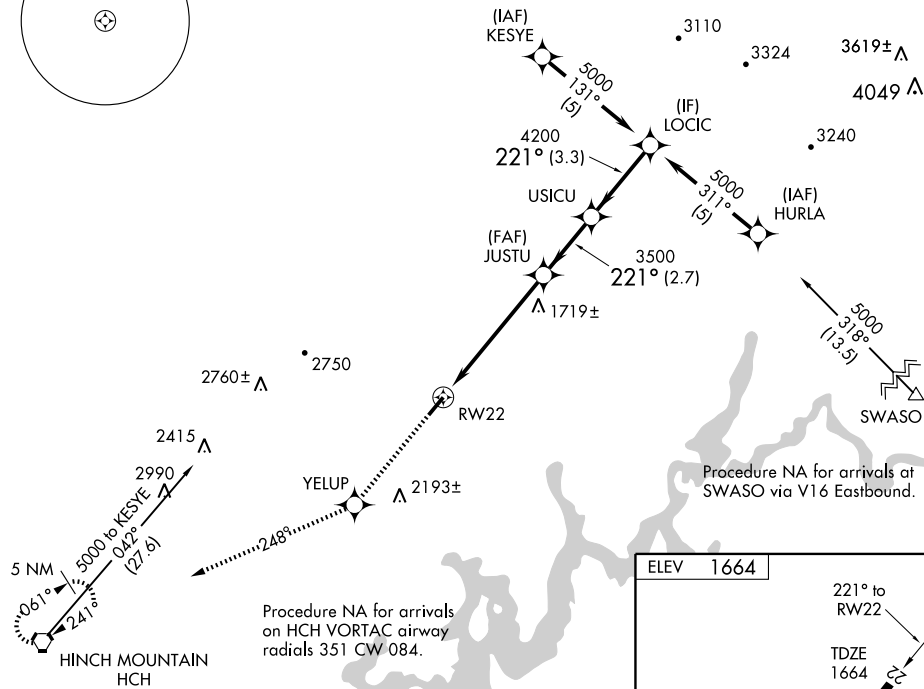 (IAF)
KESYE
3110
3324
3619±
4049
5000
131°
(5)
(IF)
LOCIC
4200
221° (3.3)
3240
USICU
5000
311°
(5)
(IAF)
HURLA
(FAF)
JUSTU
3500
221° (2.7)
1719±
5000
318°
(13.5)
2750
2760±
SWASO
RW22
2415
2990
Procedure NA for arrivals at
SWASO via V16 Eastbound.
YELUP
2193±
5000 to KESYE
042°
(27.6)
248°
5 NM
061°
241°
ELEV 1664
221° to
RW22
Procedure NA for arrivals
on HCH VORTAC airway
radials 351 CW 084.
TDZE
1664
22
HINCH MOUNTAIN
HCH